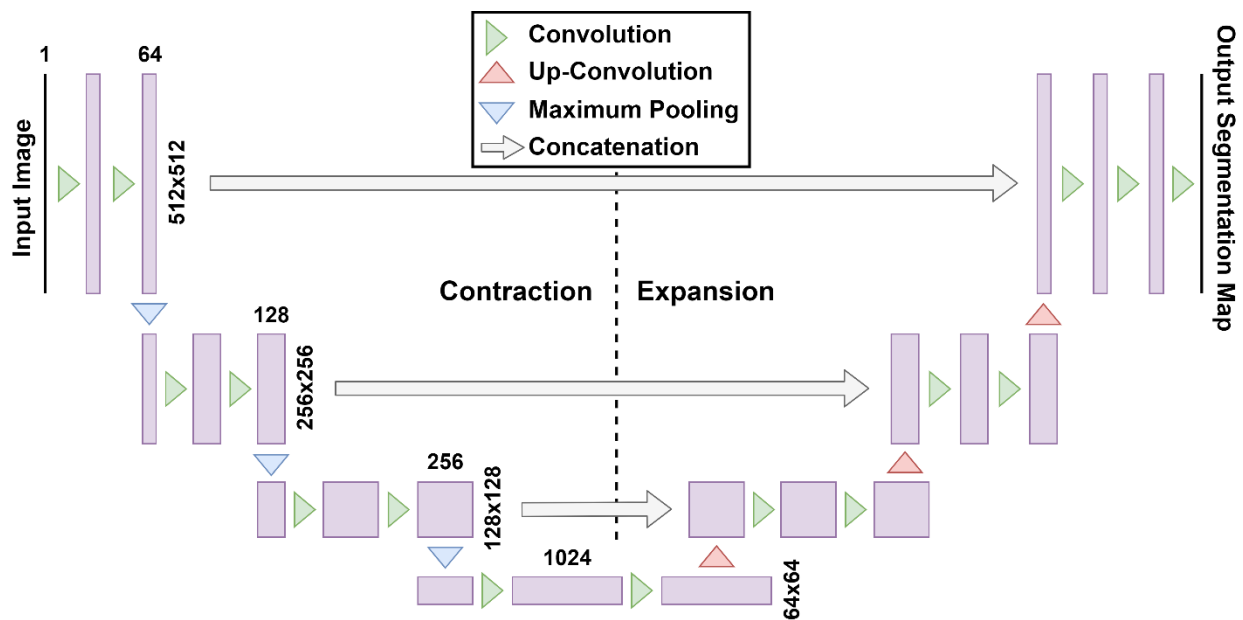 Convolution
Up-Convolution
Maximum Pooling
Concatenation
1
64
Input Image
512x512
Output Segmentation Map
Contraction
Expansion
128
256x256
256
128x128
1024
64x64